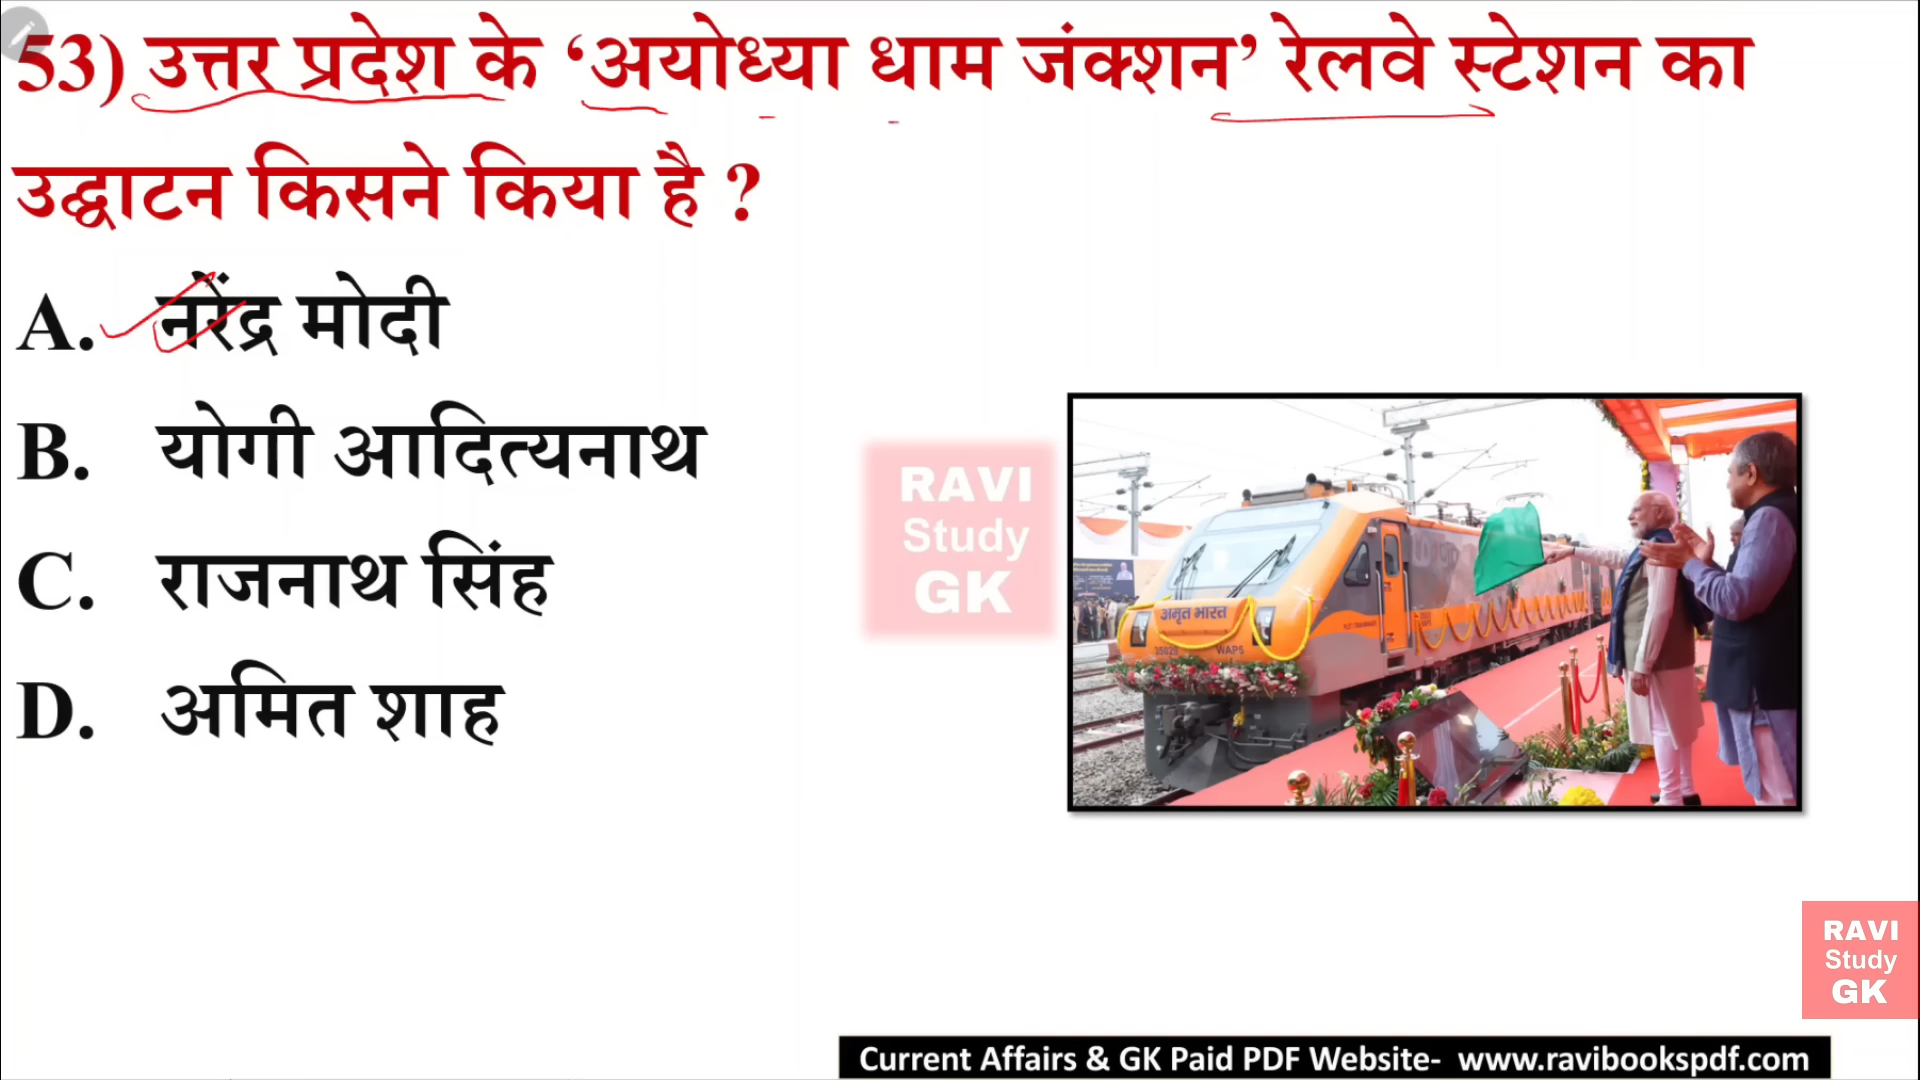 53) उत्तर प्रदेश के ‘अयोध्या धाम जंक्शन’ रेलवे स्टेशन का
उद्घाटन किसने किया है ?
A. नरेंद्र मोदी
B. योगी आदित्यनाथ
C. राजनाथ सिंह
D. अमित शाह
RAVI
Study
GK
अमृत भारत
WAP5
RAVI
Study
GK
Current Affairs & GK Paid PDF Website- www.ravibookspdf.com